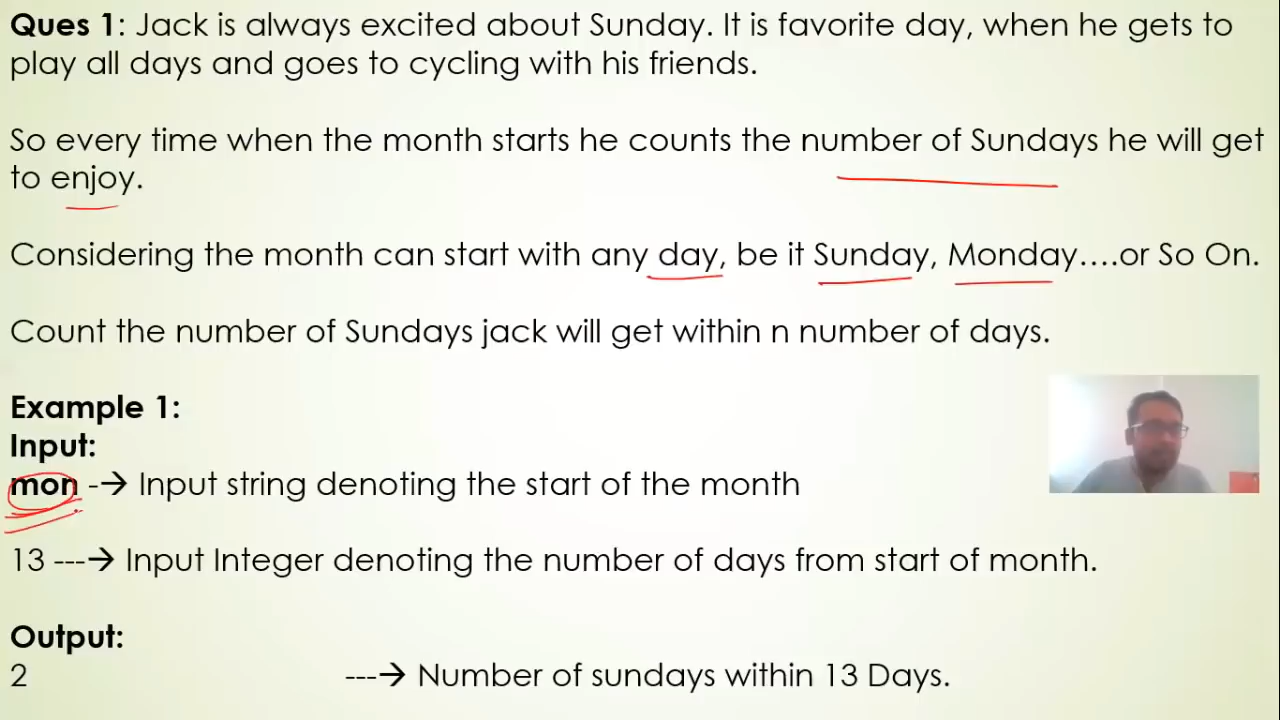 Ques 1: Jack is always excited about Sunday. It is favorite day, when he gets to
play all days and goes to cycling with his friends.
So every time when the month starts he counts the number of Sundays he will get
to enjoy.
Considering the month can start with any day, be it Sunday, Monday….or So On.
Count the number of Sundays jack will get within n number of days.
Example 1:
Input:
mon -→ Input string denoting the start of the month
13 ---→ Input Integer denoting the number of days from start of month.
Output:
2 ---→ Number of sundays within 13 Days.